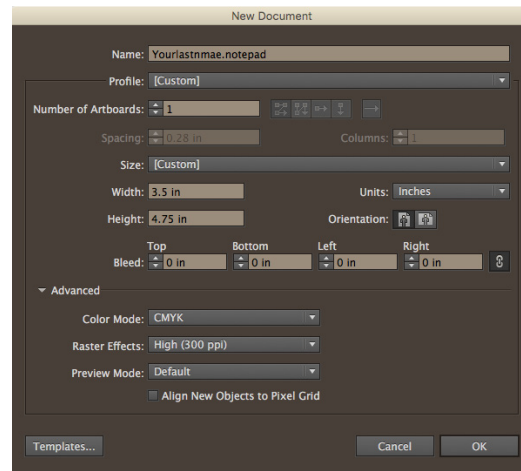 New Document
Name: Yourlastnmae.notepad
Profile: [Custom]
Number of Artboards: 1
Spacing: 0.28 in Columns: 1
Size: [Custom]
Width: 3.5 in Units: Inches
Height: 4.75 in Orientation:
Top Bottom Left Right
Bleed: 0 in 0 in 0 in 0 in
Advanced
Color Mode: CMYK
Raster Effects: High (300 ppi)
Preview Mode: Default
Align New Objects to Pixel Grid
Templates... Cancel OK